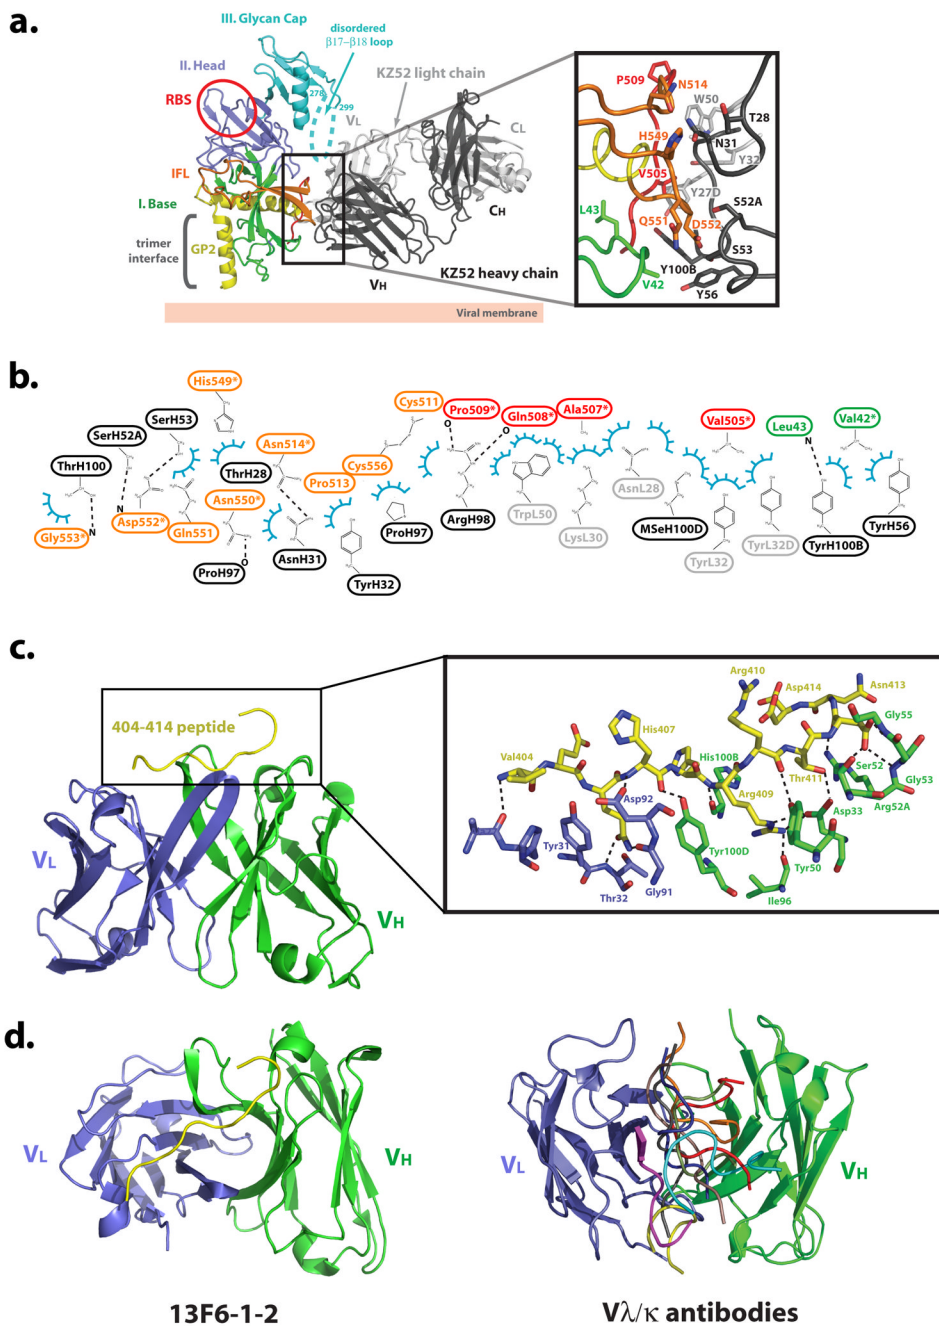 a.
III. Glycan Cap
disordered
β17–β18 loop
II. Head
KZ52 light chain
RBS
278
299
VL
CL
IFL
I. Base
GP2
trimer
interface
CH
KZ52 heavy chain
VH
Viral membrane
P509
N514
W50
T28
H549
N31
Y32
V505
Y27D
L43
S52A
Q551
D552
S53
Y100B
V42
Y56
b.
His549*
Cys511
Pro509*
Gln508*
Ala507*
SerH53
SerH52A
Val505*
Leu43
Val42*
Asn514*
ThrH100
ThrH28
Cys556
O
O
N
Pro513
AsnL28
Asn550*
TrpL50
Gly553*
N
N
Asp552*
Gln551
ProH97
ArgH98
MSeH100D
TyrH56
LysL30
TyrL32
TyrL32D
TyrH100B
O
ProH97
AsnH31
TyrH32
c.
404-414 peptide
VL
VH
Arg410
Asp414
Asn413
His407
Gly55
Val404
His100B
Ser52
Thr411
Gly53
Asp92
Arg409
Arg52A
Asp33
Tyr31
Tyr100D
Tyr50
Thr32
Gly91
Ile96
d.
VL
VH
VL
VH
13F6-1-2
Vλ/κ antibodies